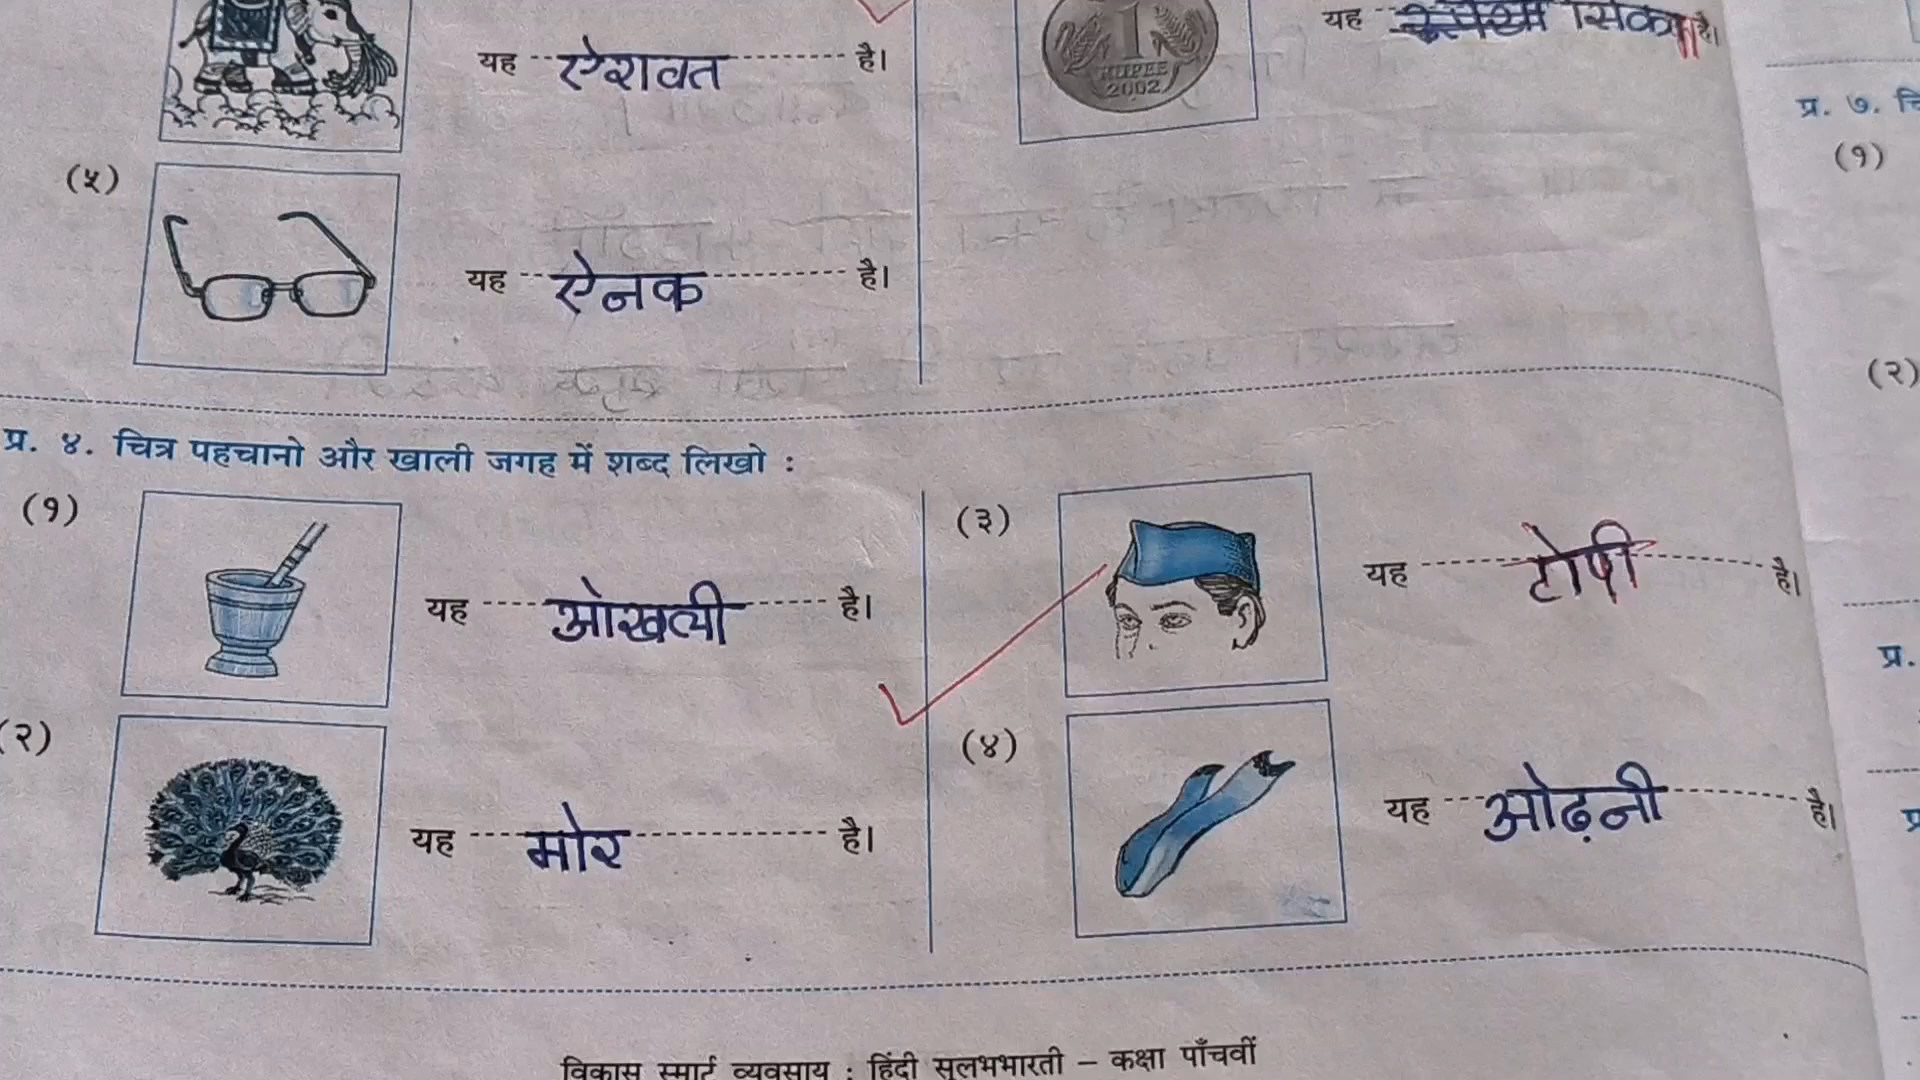 यह ऐरावत है।
RUPEE
2002
1
यह सिक्का है।
(५)
यह ऐनक है।
प्र. ४. चित्र पहचानो और खाली जगह में शब्द लिखो :
(१)
यह ओखली है।
(२)
यह मोर है।
(३)
यह टोपी है।
(४)
यह ओढ़नी है।
विकास स्मार्ट व्यवसाय : हिंदी सुलभभारती – कक्षा पाँचवीं
प्र. ७.
(१)
(२)
प्र.